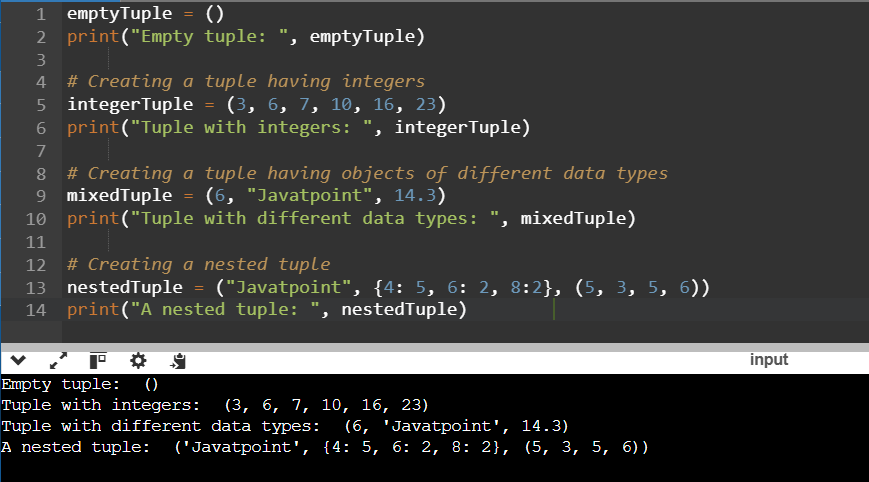 1 emptyTuple = ()
2 print("Empty tuple: ", emptyTuple)
3
4 # Creating a tuple having integers
5 integerTuple = (3, 6, 7, 10, 16, 23)
6 print("Tuple with integers: ", integerTuple)
7
8 # Creating a tuple having objects of different data types
9 mixedTuple = (6, "Javatpoint", 14.3)
10 print("Tuple with different data types: ", mixedTuple)
11
12 # Creating a nested tuple
13 nestedTuple = ("Javatpoint", {4: 5, 6: 2, 8:2}, (5, 3, 5, 6))
14 print("A nested tuple: ", nestedTuple)
input
Empty tuple:  ()
Tuple with integers:  (3, 6, 7, 10, 16, 23)
Tuple with different data types:  (6, 'Javatpoint', 14.3)
A nested tuple:  ('Javatpoint', {4: 5, 6: 2, 8: 2}, (5, 3, 5, 6))